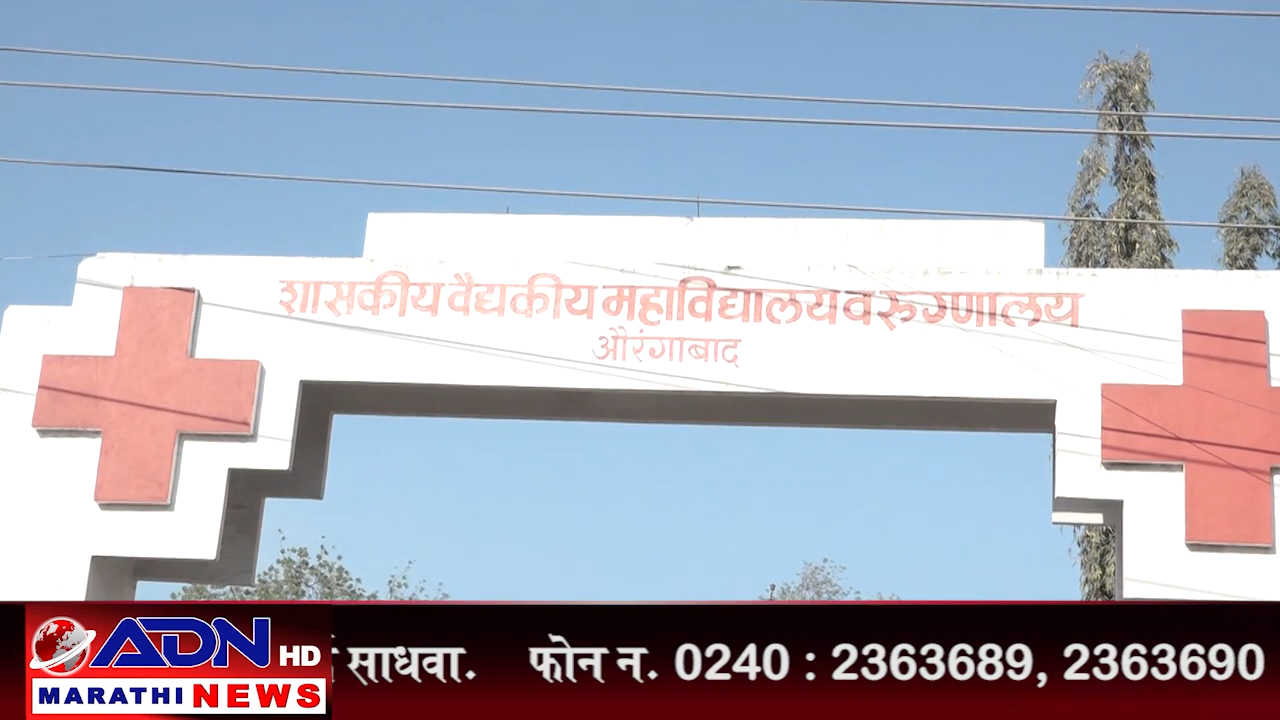 शासकीय वैद्यकीय महाविद्यालय व रुग्णालय
औरंगाबाद
ADN HD
MARATHI NEWS
साधवा. फोन न. 0240 : 2363689, 2363690